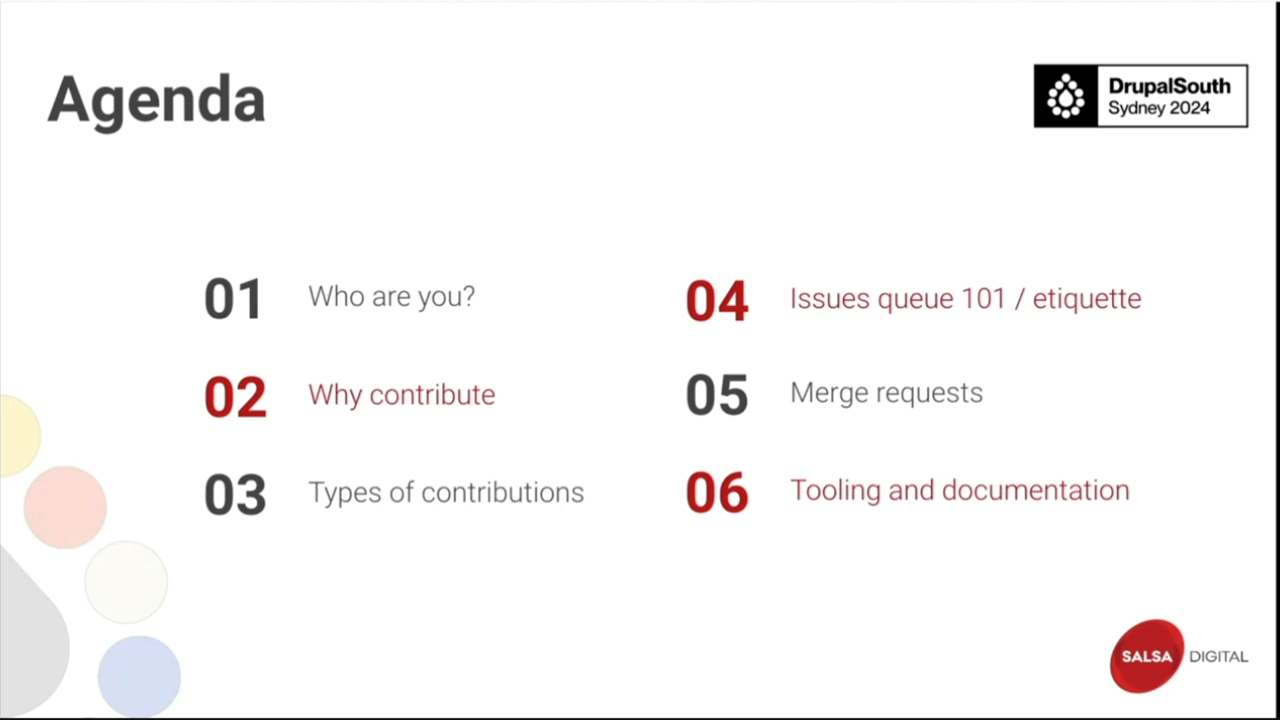 Agenda
DrupalSouth
Sydney 2024
01 Who are you?
02 Why contribute
03 Types of contributions
04 Issues queue 101 / etiquette
05 Merge requests
06 Tooling and documentation
SALSA DIGITAL